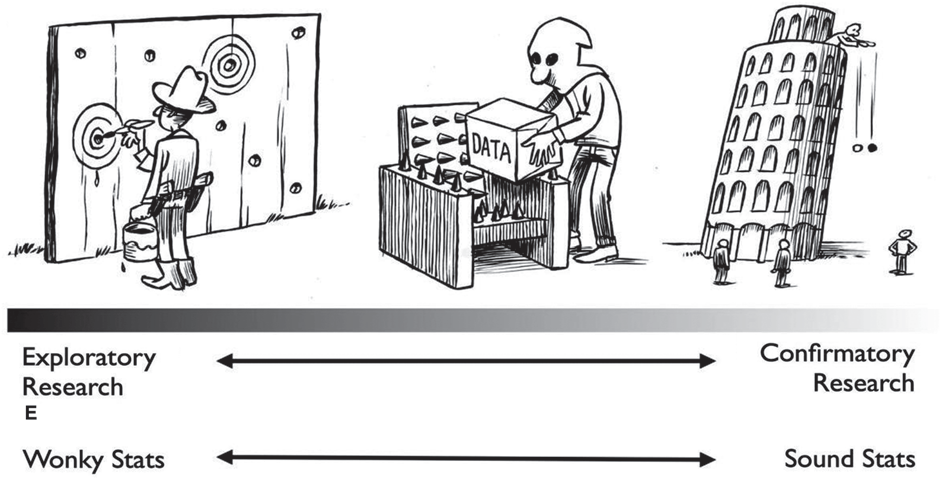 DATA
Exploratory
Research
E
Confirmatory
Research
Wonky Stats
Sound Stats